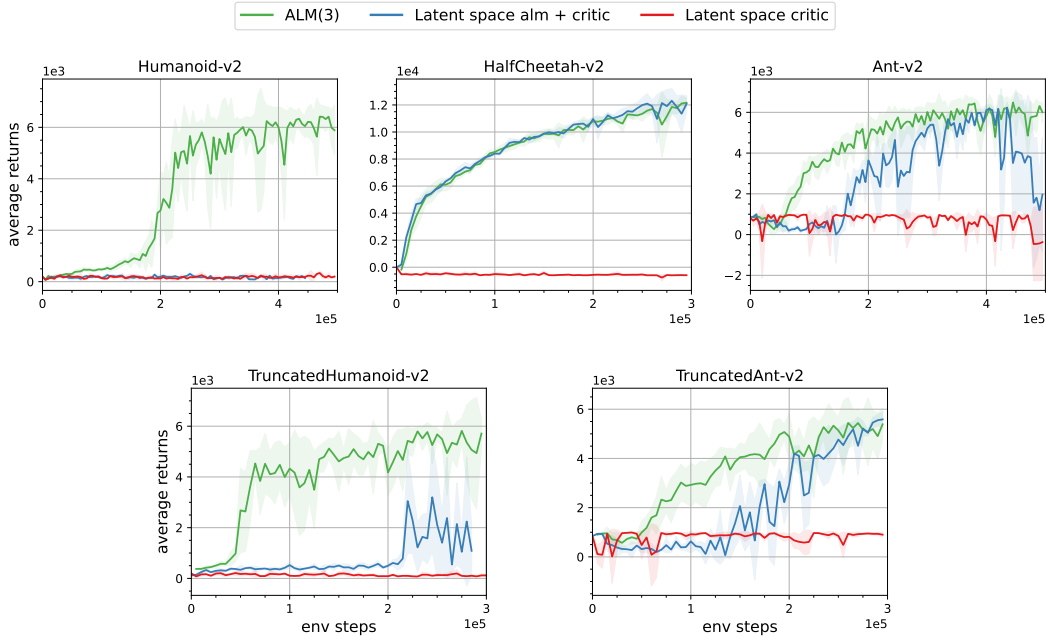 ALM(3) Latent space alm + critic Latent space critic
Humanoid-v2 HalfCheetah-v2 Ant-v2
1e3 1e4 1e3
average returns
6
4
2
0
0 2 4
1e5
1.2
1.0
0.8
0.6
0.4
0.2
0.0
0 1 2 3
1e5
6
4
2
0
−2
0 2 4
1e5
TruncatedHumanoid-v2 TruncatedAnt-v2
1e3 1e3
average returns
6
4
2
0
0 1 2 3
env steps 1e5
6
4
2
0
0 1 2 3
env steps 1e5